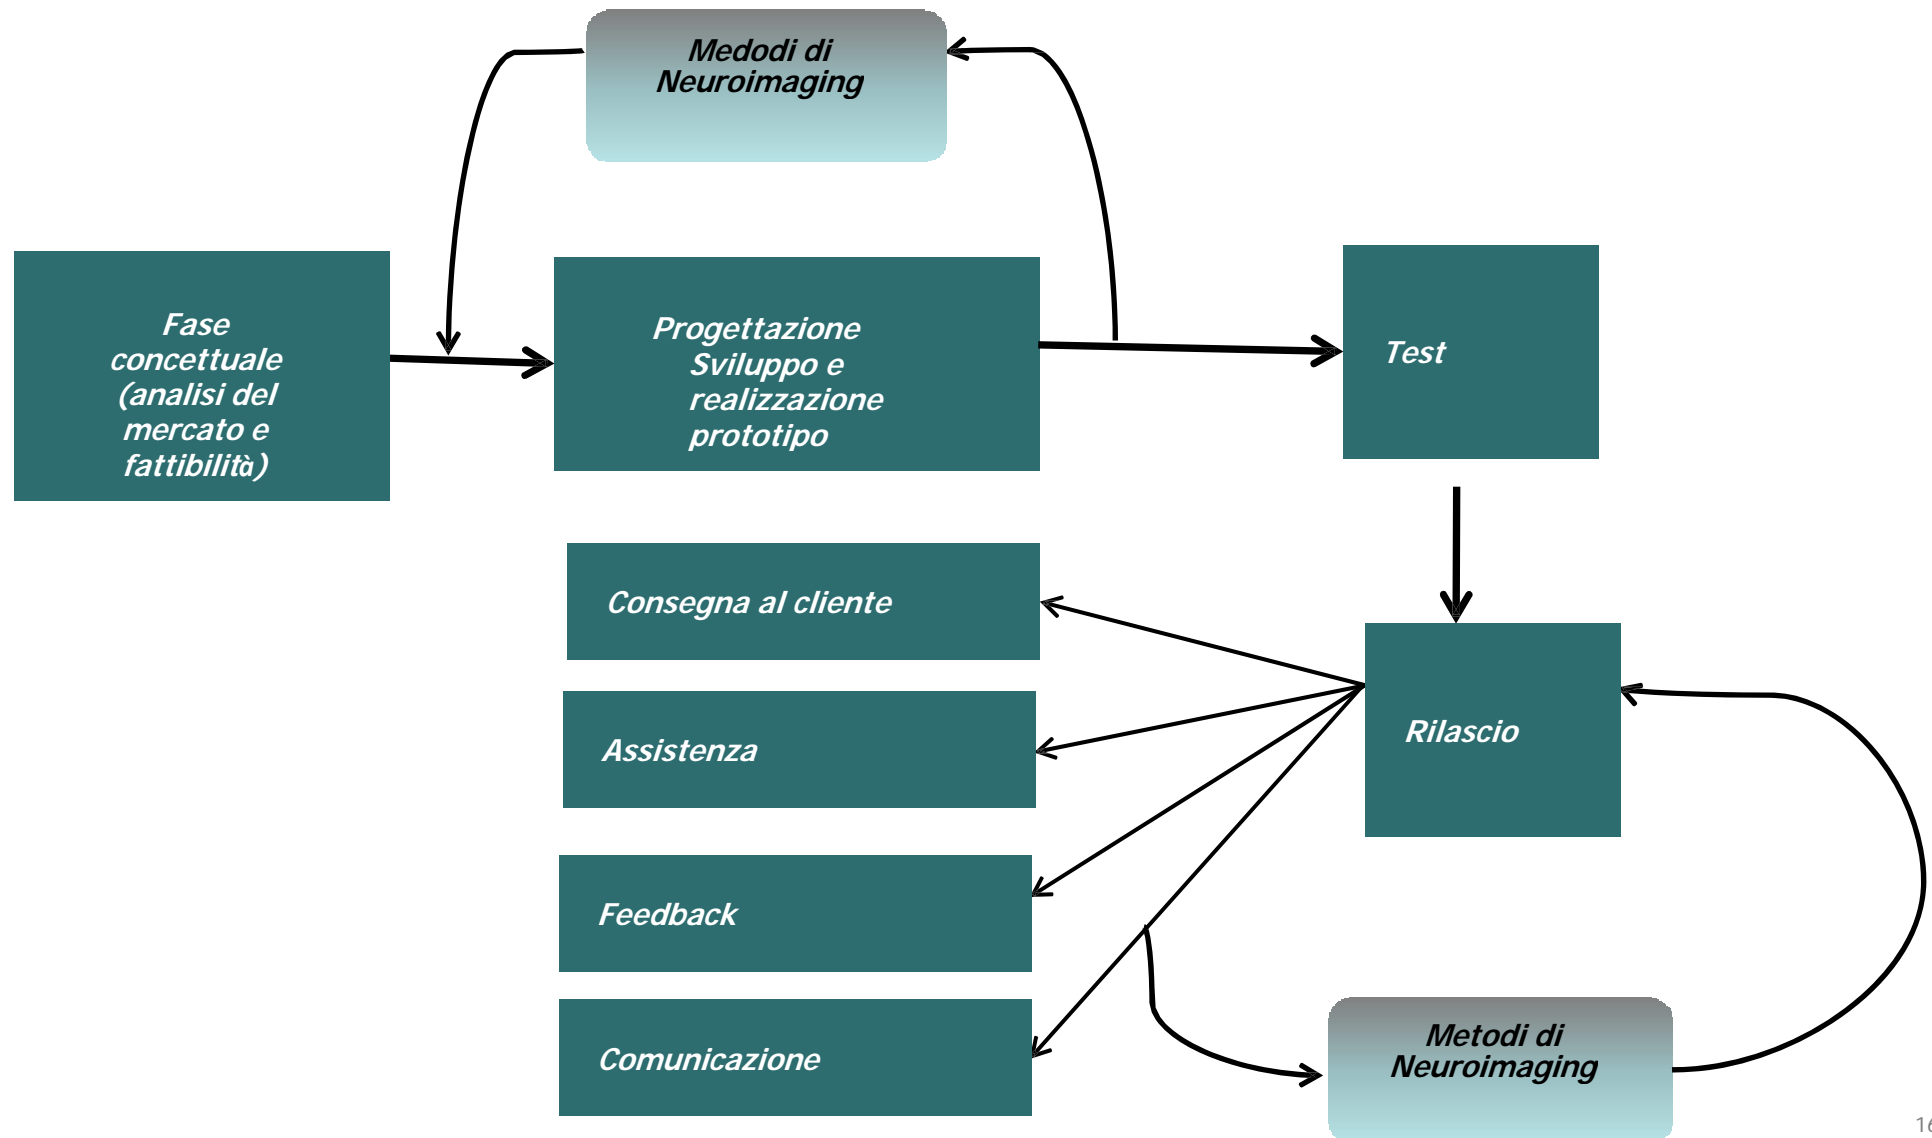 Medodi di
Neuroimaging
Fase
concettuale
(analisi del
mercato e
fattibilità)
Progettazione
Sviluppo e
realizzazione
prototipo
Test
Consegna al cliente
Assistenza
Rilascio
Feedback
Comunicazione
Metodi di
Neuroimaging
16